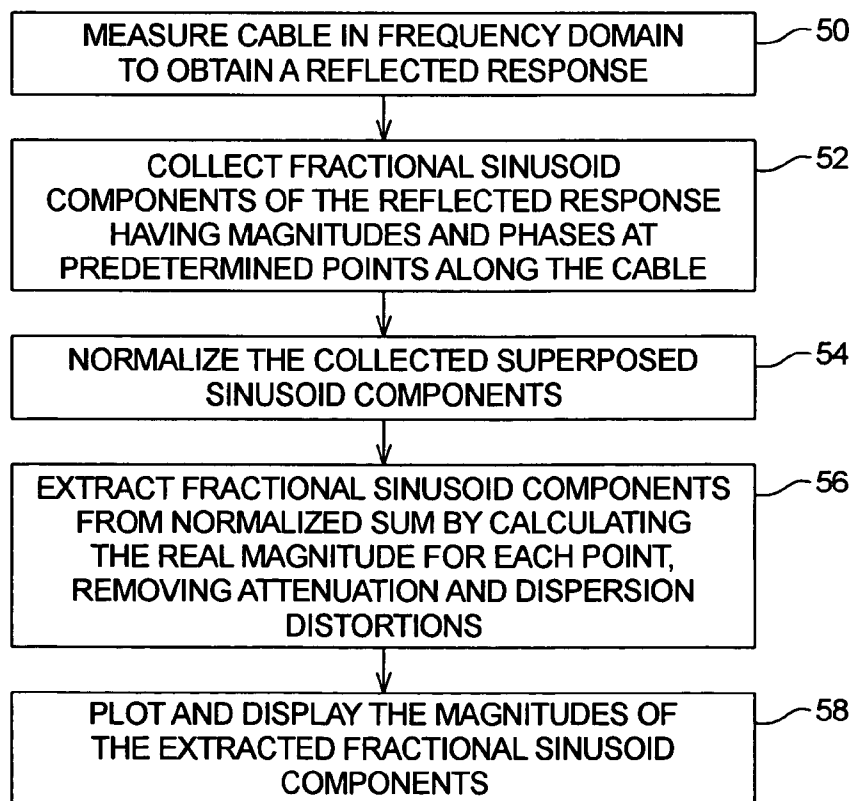 MEASURE CABLE IN FREQUENCY DOMAIN
TO OBTAIN A REFLECTED RESPONSE
50
COLLECT FRACTIONAL SINUSOID
COMPONENTS OF THE REFLECTED RESPONSE
HAVING MAGNITUDES AND PHASES AT
PREDETERMINED POINTS ALONG THE CABLE
52
NORMALIZE THE COLLECTED SUPERPOSED
SINUSOID COMPONENTS
54
EXTRACT FRACTIONAL SINUSOID COMPONENTS
FROM NORMALIZED SUM BY CALCULATING
THE REAL MAGNITUDE FOR EACH POINT,
REMOVING ATTENUATION AND DISPERSION
DISTORTIONS
56
PLOT AND DISPLAY THE MAGNITUDES OF
THE EXTRACTED FRACTIONAL SINUSOID
COMPONENTS
58